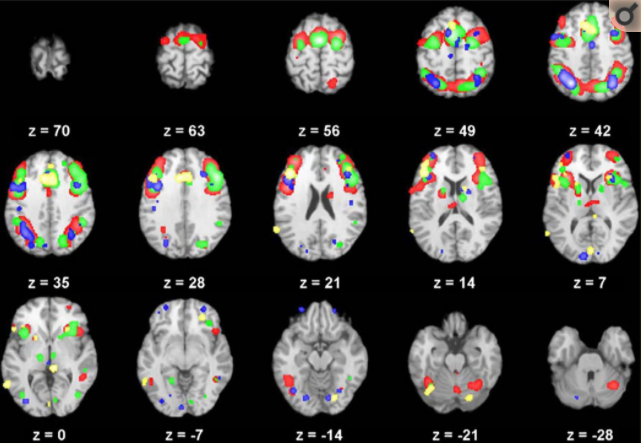 z = 70 z = 63 z = 56 z = 49 z = 42
z = 35 z = 28 z = 21 z = 14 z = 7
z = 0 z = -7 z = -14 z = -21 z = -28